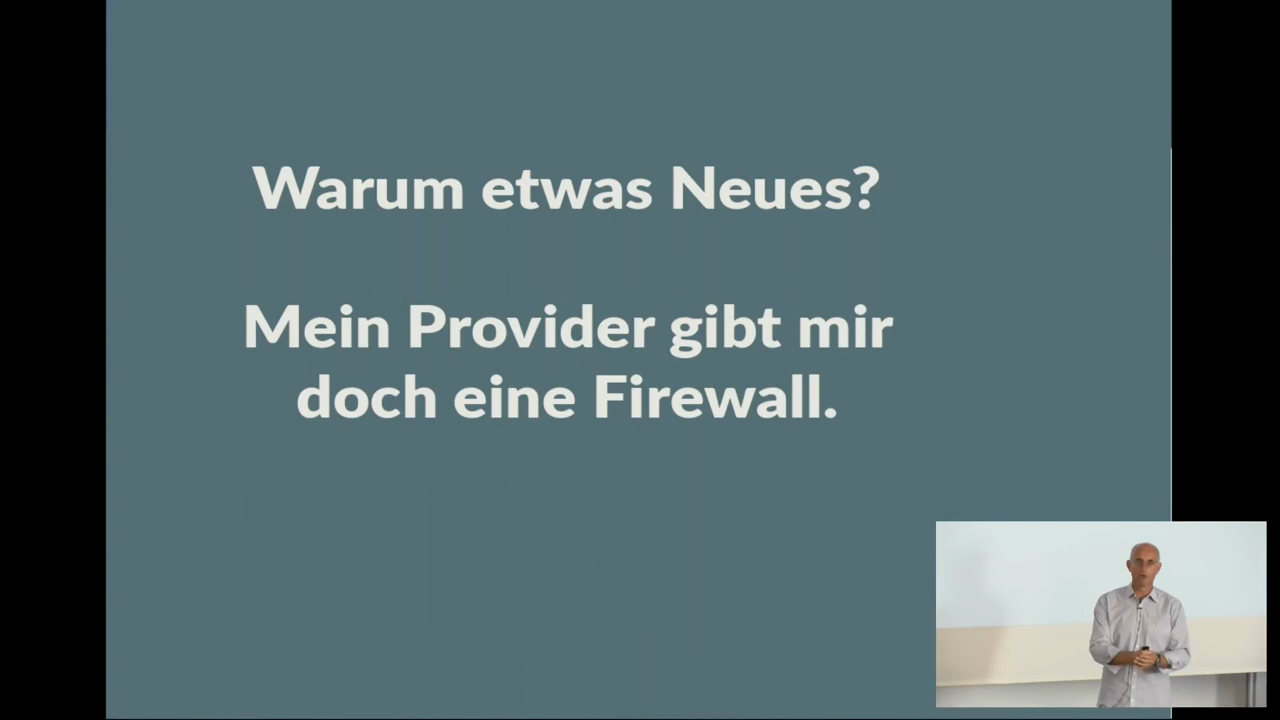 Warum etwas Neues?
Mein Provider gibt mir
doch eine Firewall.